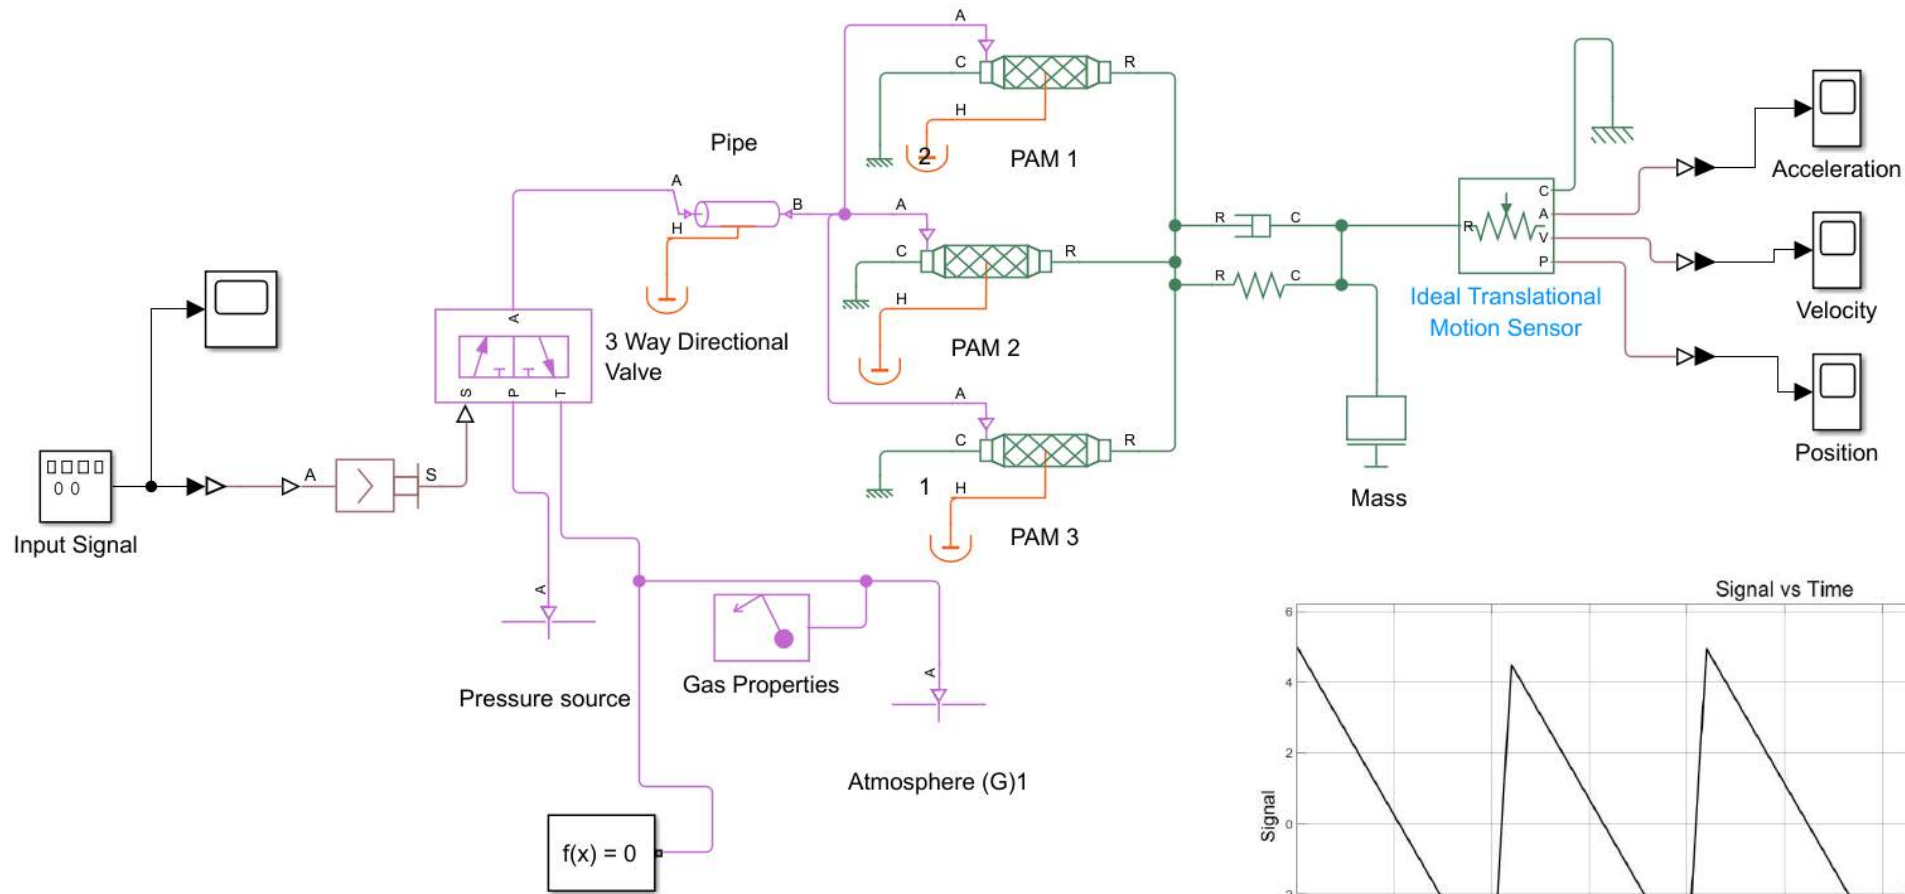 A
C
R
H
2
PAM 1
Pipe
A
B
H
A
C
R
H
PAM 2
A
C
R
1
H
PAM 3
R
C
R
C
Mass
R
C
A
V
P
Ideal Translational
Motion Sensor
Acceleration
Velocity
Position
A
S
P
T
3 Way Directional
Valve
0 0
Input Signal
A
S
A
Pressure source
Gas Properties
A
Atmosphere (G)1
f(x) = 0
Signal vs Time
Signal
6
4
2
0